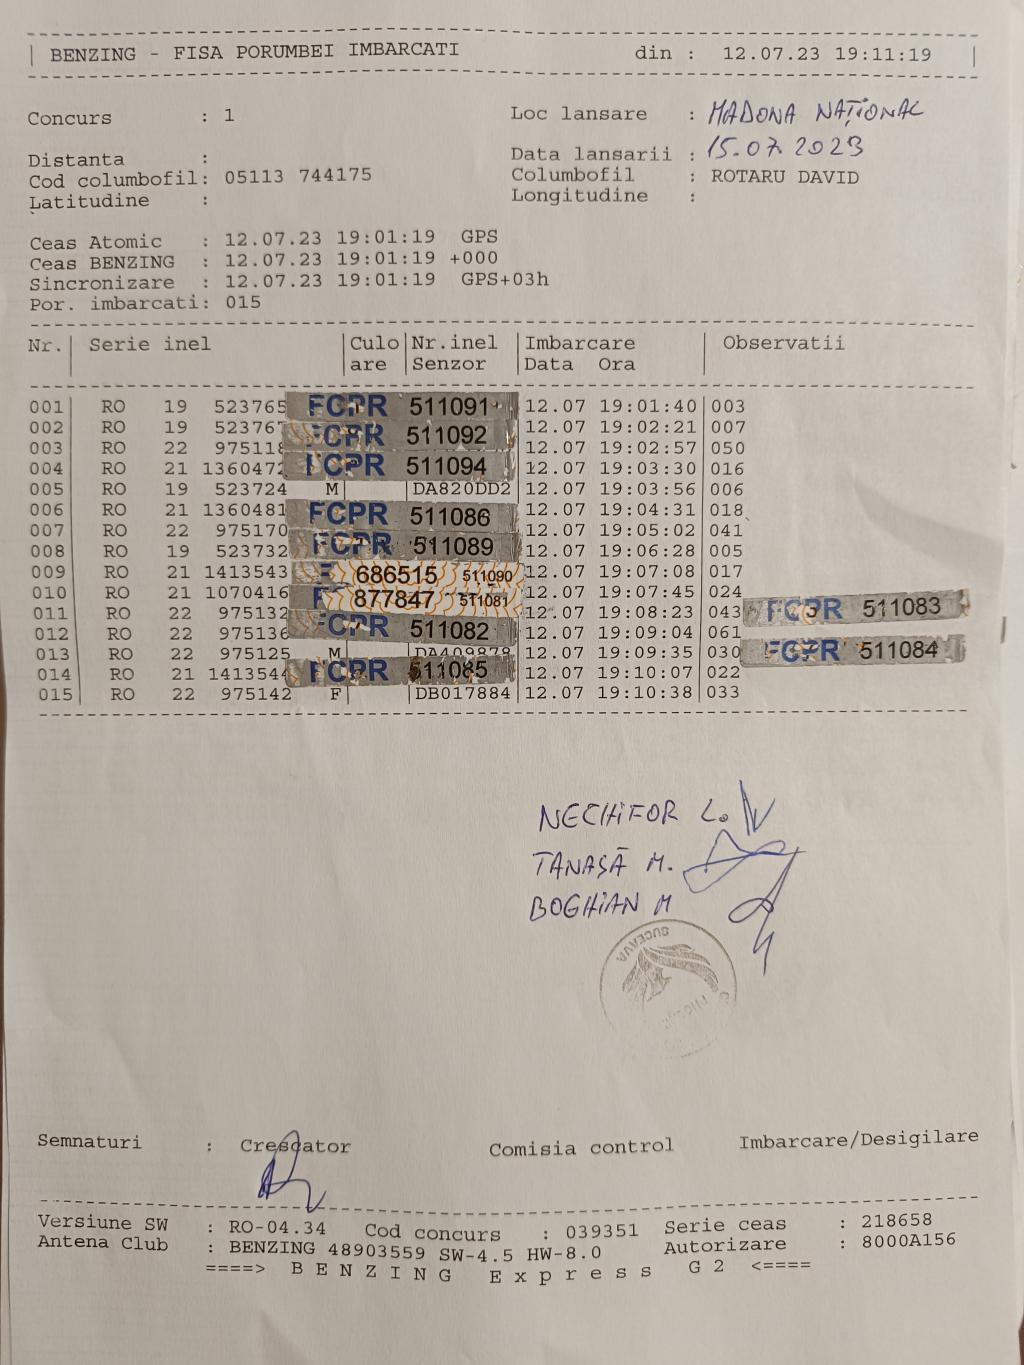 BENZING - FISA PORUMBEI IMBARCATI din : 12.07.23 19:11:19
Concurs : 1 Loc lansare : MADONA NAȚIONAL
Distanta : Data lansarii : 15.07.2023
Cod columbofil: 05113 744175 Columbofil : ROTARU DAVID
Latitudine : Longitudine :
Ceas Atomic : 12.07.23 19:01:19 GPS
Ceas BENZING : 12.07.23 19:01:19 +000
Sincronizare : 12.07.23 19:01:19 GPS+03h
Por. imbarcati: 015
Nr. Serie inel Culo Nr.inel Imbarcare Observatii
are Senzor Data Ora
001 RO 19 523765 FCPR 511091 12.07 19:01:40 003
002 RO 19 523767 FCPR 511092 12.07 19:02:21 007
003 RO 22 975118 12.07 19:02:57 050
004 RO 21 1360472 FCPR 511094 12.07 19:03:30 016
005 RO 19 523724 M DA820DD2 12.07 19:03:56 006
006 RO 21 1360481 FCPR 511086 12.07 19:04:31 018
007 RO 22 975170 12.07 19:05:02 041
008 RO 19 523732 FCPR 511089 12.07 19:06:28 005
009 RO 21 1413543 F 686515 511090 12.07 19:07:08 017
010 RO 21 1070416 F 877847 511081 12.07 19:07:45 024
011 RO 22 975132 12.07 19:08:23 043 FCPR 511083
012 RO 22 975136 FCPR 511082 12.07 19:09:04 061
013 RO 22 975125 M DA409878 12.07 19:09:35 030 FCPR 511084
014 RO 21 1413544 FCPR 511085 12.07 19:10:07 022
015 RO 22 975142 F DB017884 12.07 19:10:38 033
NECHIFOR L.
TANASĂ M.
BOGHIAN M
SUCEAVA
Semnaturi : Crescator Comisia control Imbarcare/Desigilare
Versiune SW : RO-04.34 Cod concurs : 039351 Serie ceas : 218658
Antena Club : BENZING 48903559 SW-4.5 HW-8.0 Autorizare : 8000A156
====> B E N Z I N G E x p r e s s G 2 <====